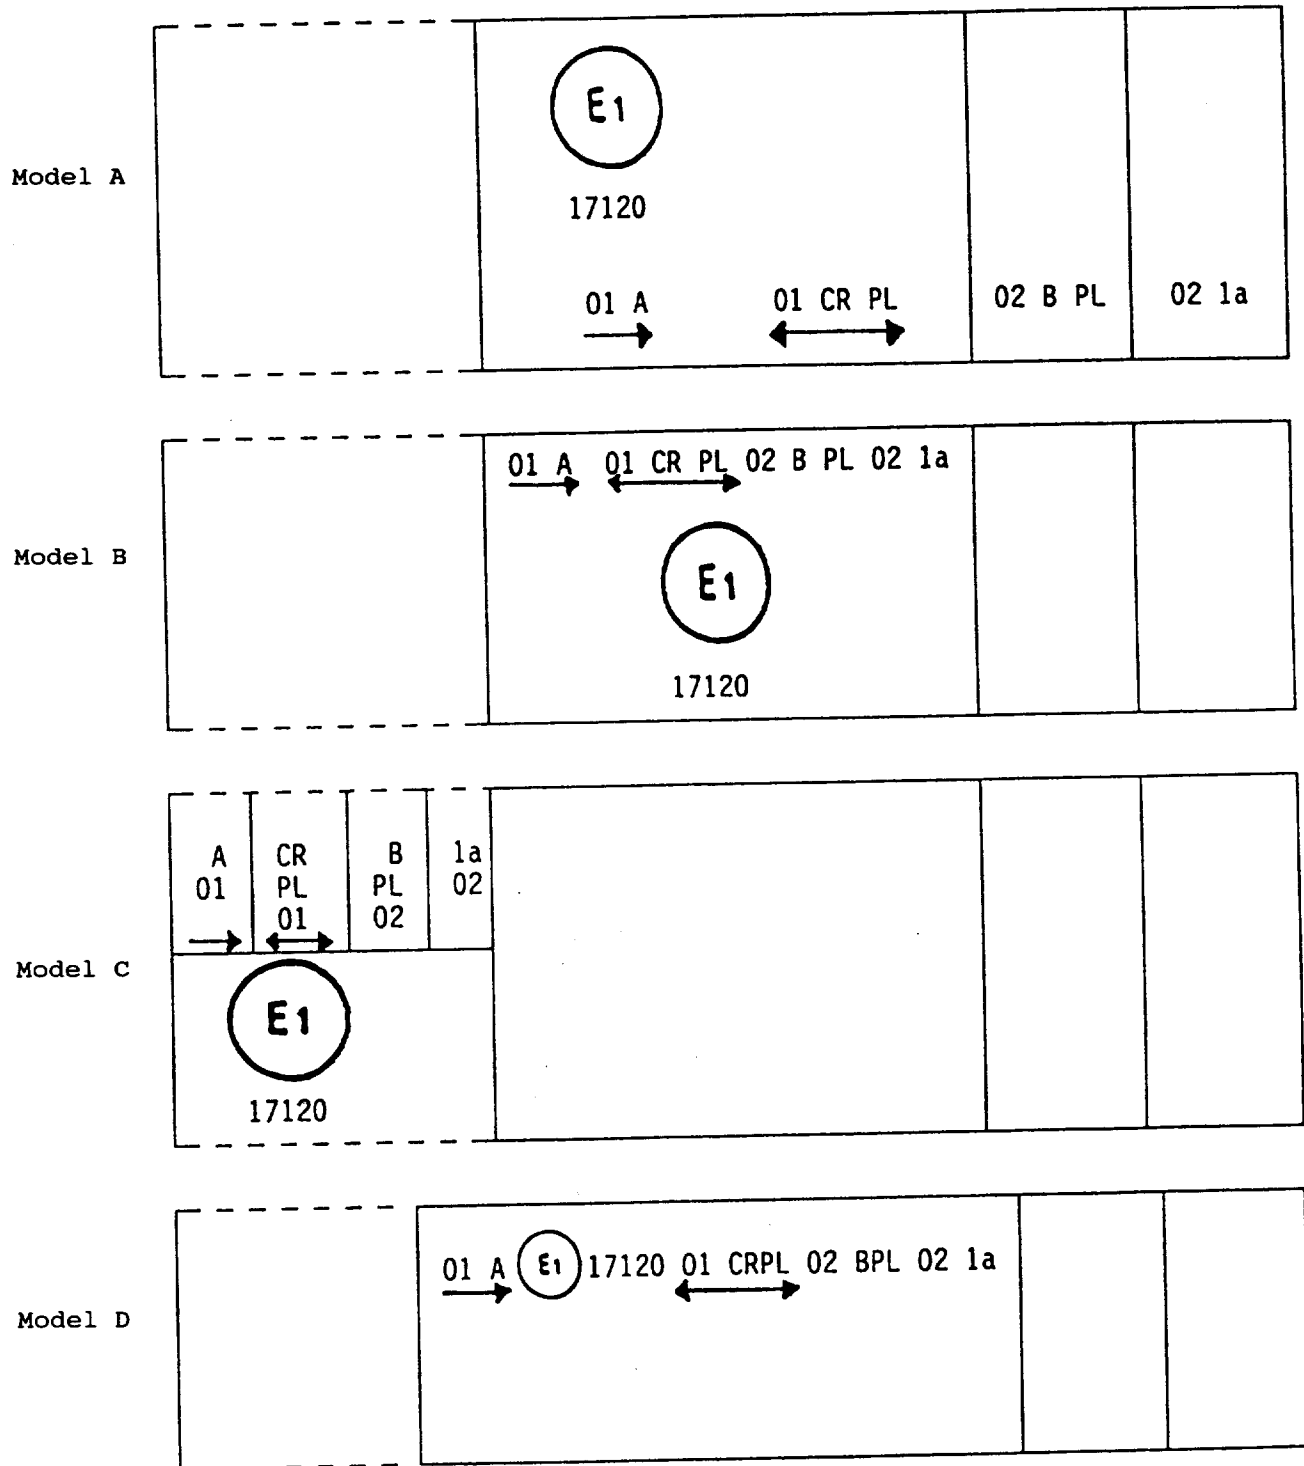 E1
Model A
17120
01 A 01 CR PL 02 B PL 02 1a
01 A 01 CR PL 02 B PL 02 1a
Model B
E1
17120
A CR B 1a
01 PL PL 02
01 02
Model C
E1
17120
01 A E1 17120 01 CRPL 02 BPL 02 1a
Model D